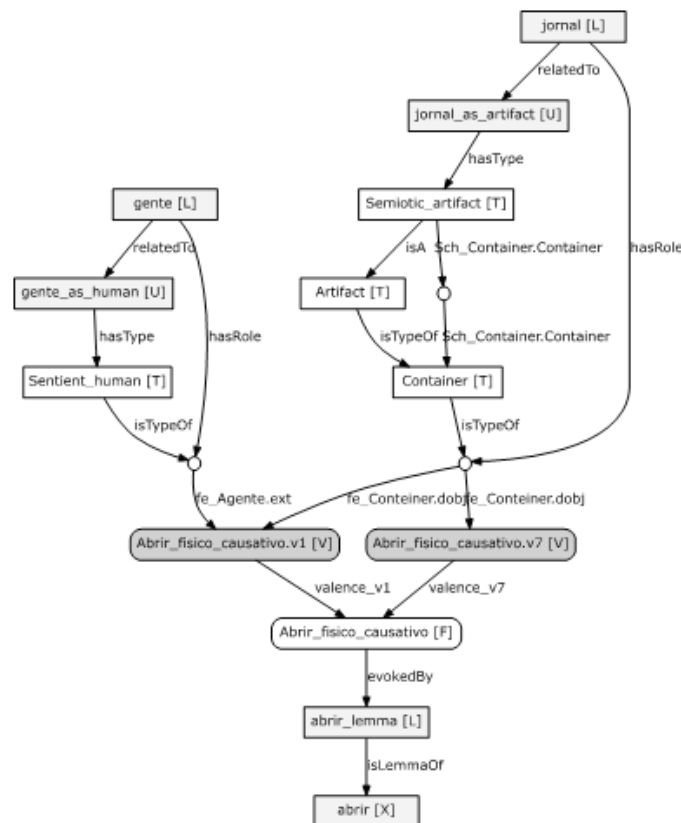 jornal [L]
relatedTo
jornal_as_artifact [U]
hasType
gente [L]
Semiotic_artifact [T]
relatedTo
isA Sch_Container.Container
hasRole
gente_as_human [U]
Artifact [T]
hasType
hasRole
isTypeOf Sch_Container.Container
Sentient_human [T]
Container [T]
isTypeOf
isTypeOf
fe_Agente.ext
fe_Conteiner.dobj
fe_Conteiner.dobj
Abrir_fisico_causativo.v1 [V]
Abrir_fisico_causativo.v7 [V]
valence_v1
valence_v7
Abrir_fisico_causativo [F]
evokedBy
abrir_lemma [L]
isLemmaOf
abrir [X]